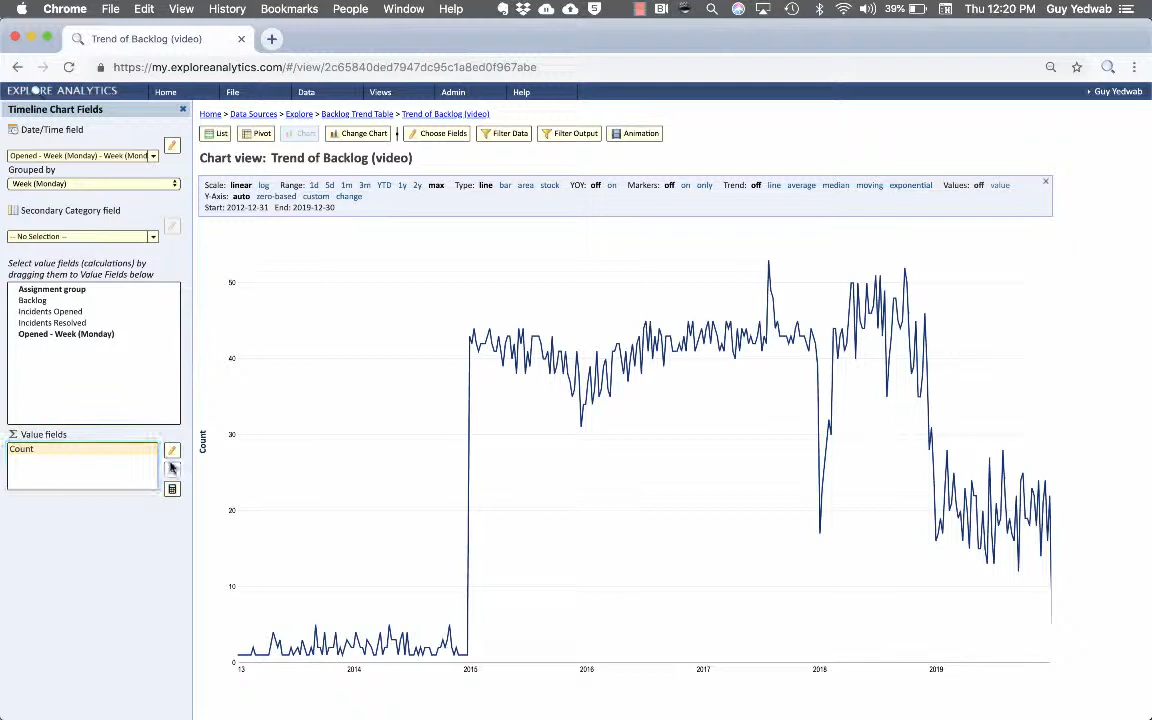 Chrome File Edit View History Bookmarks People Window Help 5 BI 39% Thu 12:20 PM Guy Yedwab
Trend of Backlog (video)
https://my.exploreanalytics.com/#/view/2c65840ded7947dc95c1a8ed0f967abe
EXPLORE ANALYTICS Home File Data Views Admin Help Guy Yedwab
Timeline Chart Fields
Home > Data Sources > Explore > Backlog Trend Table > Trend of Backlog (video)
Date/Time field
List Pivot Chart Change Chart Choose Fields Filter Data Filter Output Animation
Opened - Week (Monday) - Week (Mond
Chart view: Trend of Backlog (video)
Grouped by
Week (Monday)
Scale: linear log Range: 1d 5d 1m 3m YTD 1y 2y max Type: line bar area stock YOY: off on Markers: off on only Trend: off line average median moving exponential Values: off value
Y-Axis: auto zero-based custom change
Start: 2012-12-31 End: 2019-12-30
Secondary Category field
-- No Selection --
Select value fields (calculations) by
dragging them to Value Fields below
Assignment group
Backlog
Incidents Opened
Incidents Resolved
Opened - Week (Monday)
Σ Value fields
Count
50
40
30
20
10
0
Count
13 2014 2015 2016 2017 2018 2019